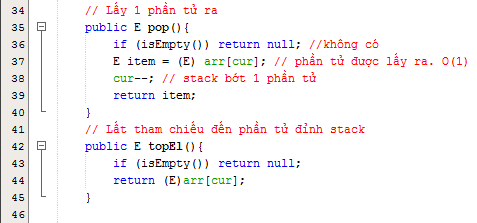 34 // Lấy 1 phần tử ra
35 public E pop(){
36 if (isEmpty()) return null; //không có
37 E item = (E) arr[cur]; // phần tử được lấy ra. O(1)
38 cur--; // stack bớt 1 phần tử
39 return item;
40 }
41 // Lất tham chiếu đến phần tử đỉnh stack
42 public E topEl(){
43 if (isEmpty()) return null;
44 return (E)arr[cur];
45 }
46